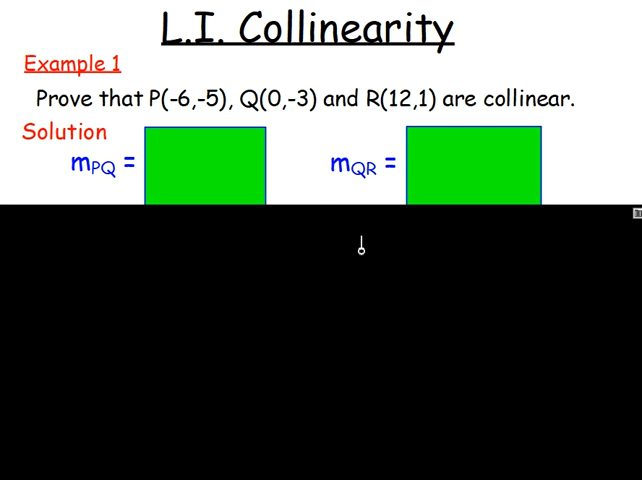 L.I. Collinearity
Example 1
Prove that P(-6,-5), Q(0,-3) and R(12,1) are collinear.
Solution
mPQ = mQR =